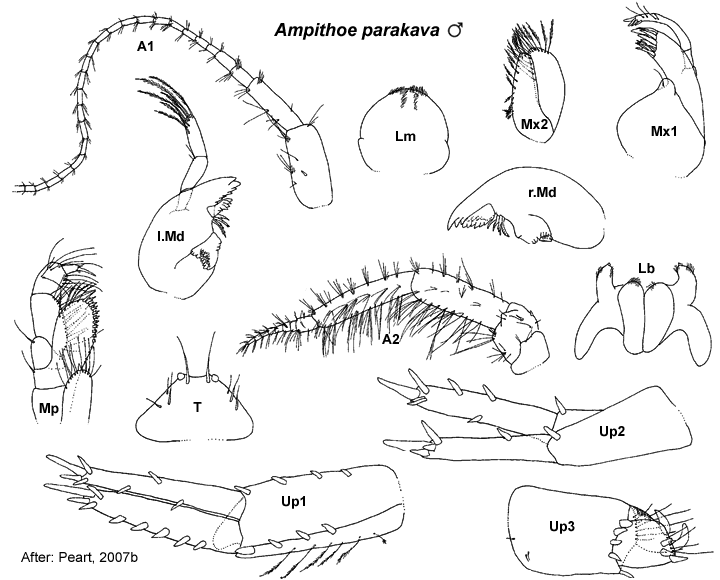 Ampithoe parakava ♂
A1
Mx2
Mx1
Lm
r.Md
l.Md
Lb
A2
Mp
T
Up2
Up1
Up3
After: Peart, 2007b